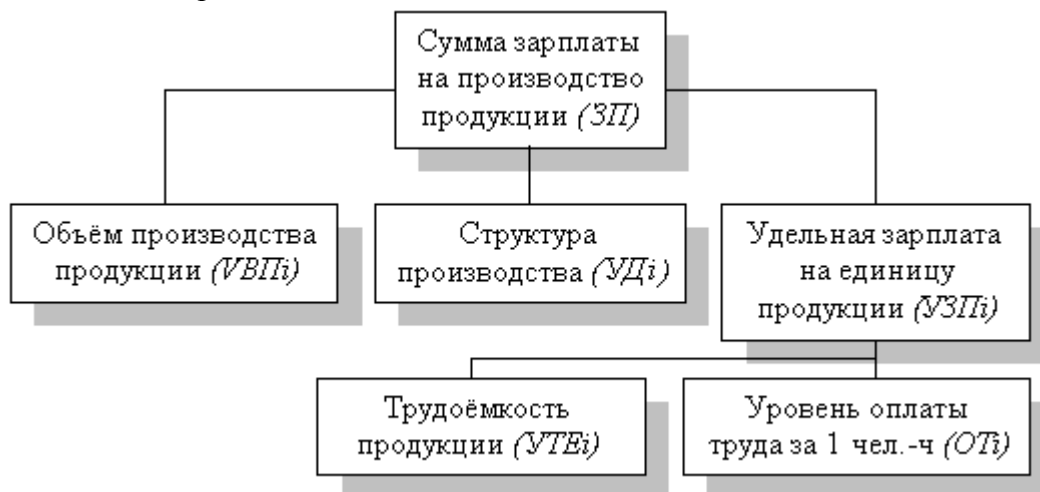 Сумма зарплаты
на производство
продукции (ЗП)
Объём производства
продукции (VВПi)
Структура
производства (УДi)
Удельная зарплата
на единицу
продукции (УЗПi)
Трудоёмкость
продукции (УТЕi)
Уровень оплаты
труда за 1 чел.-ч (ОТi)